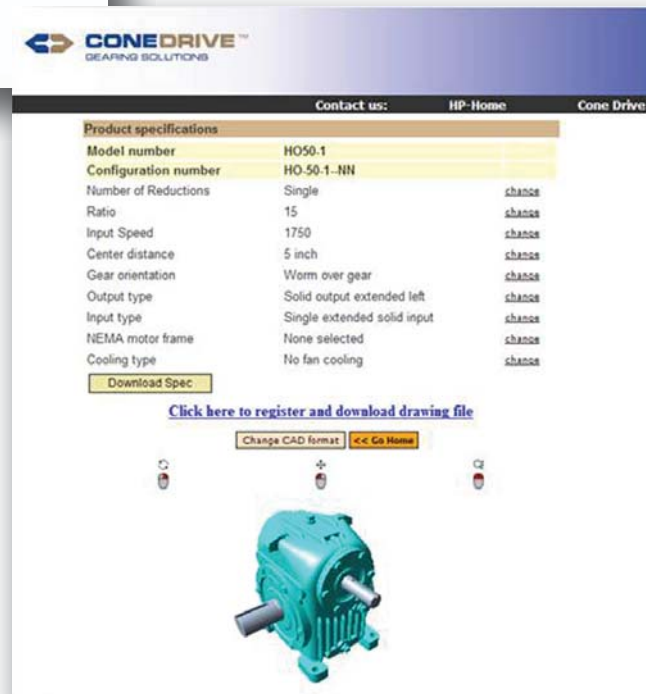 CONEDRIVE™
GEARING SOLUTIONS
Contact us: HP-Home Cone Drive
Product specifications
Model number HO50-1
Configuration number HO-50-1--NN
Number of Reductions Single change
Ratio 15 change
Input Speed 1750 change
Center distance 5 inch change
Gear orientation Worm over gear change
Output type Solid output extended left change
Input type Single extended solid input change
NEMA motor frame None selected change
Cooling type No fan cooling change
Download Spec
Click here to register and download drawing file
Change CAD format << Go Home